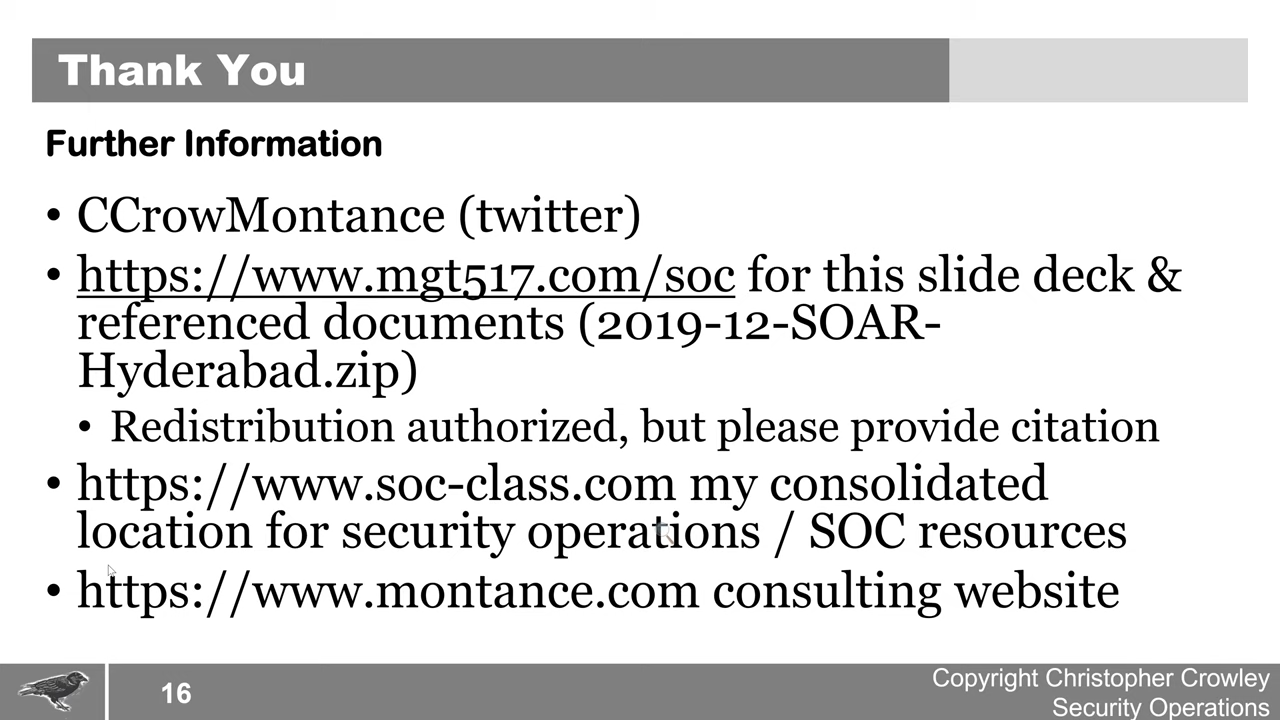 Thank You
Further Information
• CCrowMontance (twitter)
• https://www.mgt517.com/soc for this slide deck &
referenced documents (2019-12-SOAR-
Hyderabad.zip)
• Redistribution authorized, but please provide citation
• https://www.soc-class.com my consolidated
location for security operations / SOC resources
• https://www.montance.com consulting website
16
Copyright Christopher Crowley
Security Operations